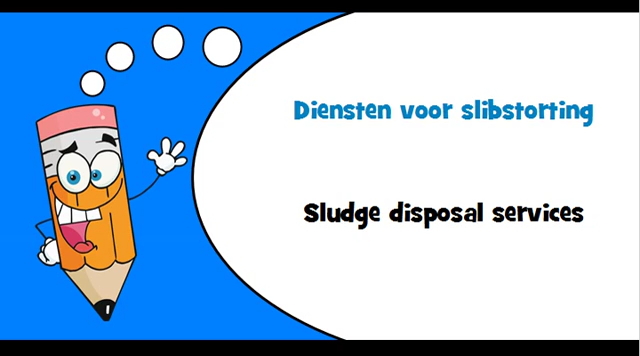 Diensten voor slibstorting
Sludge disposal services